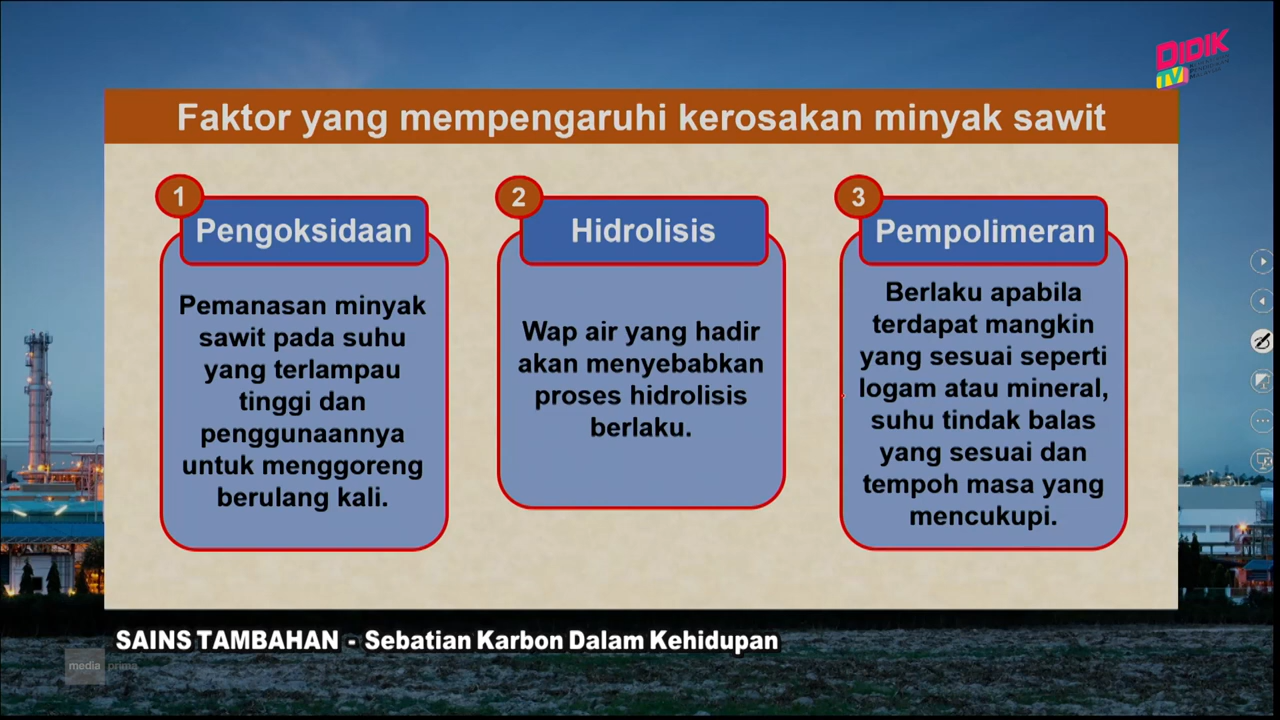 DIDIK
TV
Faktor yang mempengaruhi kerosakan minyak sawit
1
Pengoksidaan
Pemanasan minyak
sawit pada suhu
yang terlampau
tinggi dan
penggunaannya
untuk menggoreng
berulang kali.
2
Hidrolisis
Wap air yang hadir
akan menyebabkan
proses hidrolisis
berlaku.
3
Pempolimeran
Berlaku apabila
terdapat mangkin
yang sesuai seperti
logam atau mineral,
suhu tindak balas
yang sesuai dan
tempoh masa yang
mencukupi.
SAINS TAMBAHAN - Sebatian Karbon Dalam Kehidupan
media prima